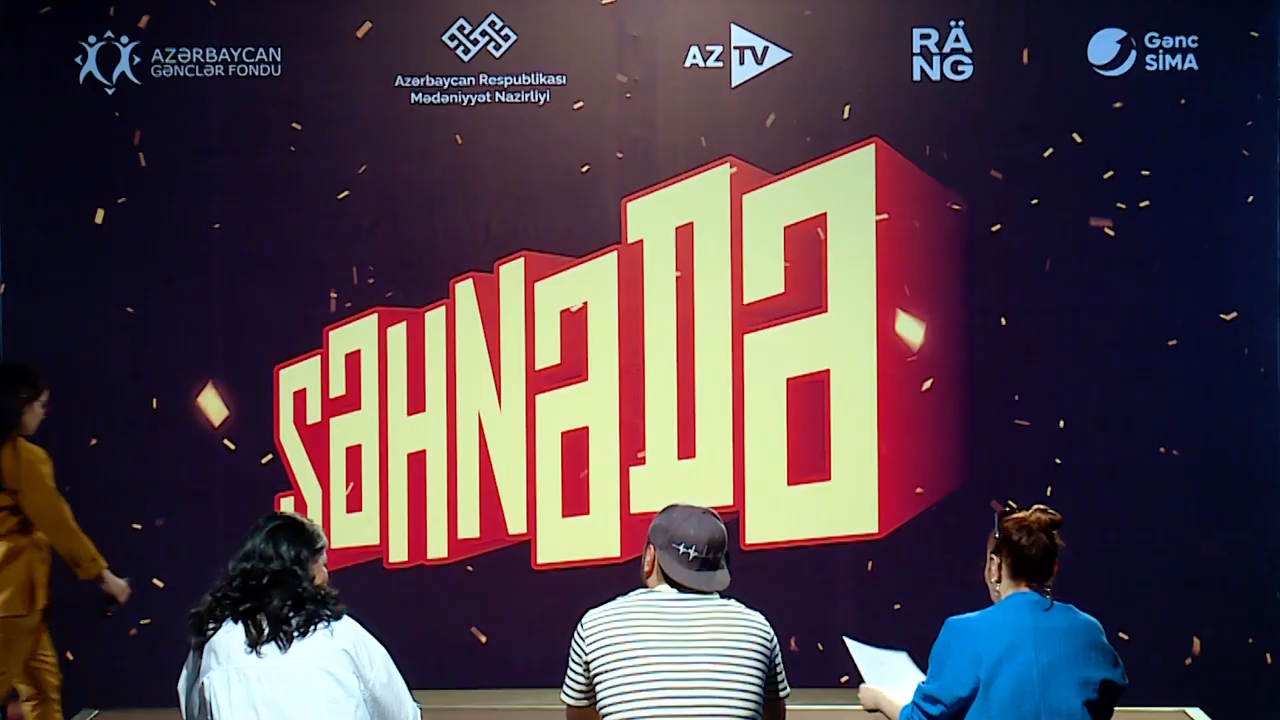 AZƏRBAYCAN
GƏNCLƏR FONDU
Azərbaycan Respublikası
Mədəniyyət Nazirliyi
AZ TV
RÄ
NG
Gənc
SİMA
SƏHNƏDƏ